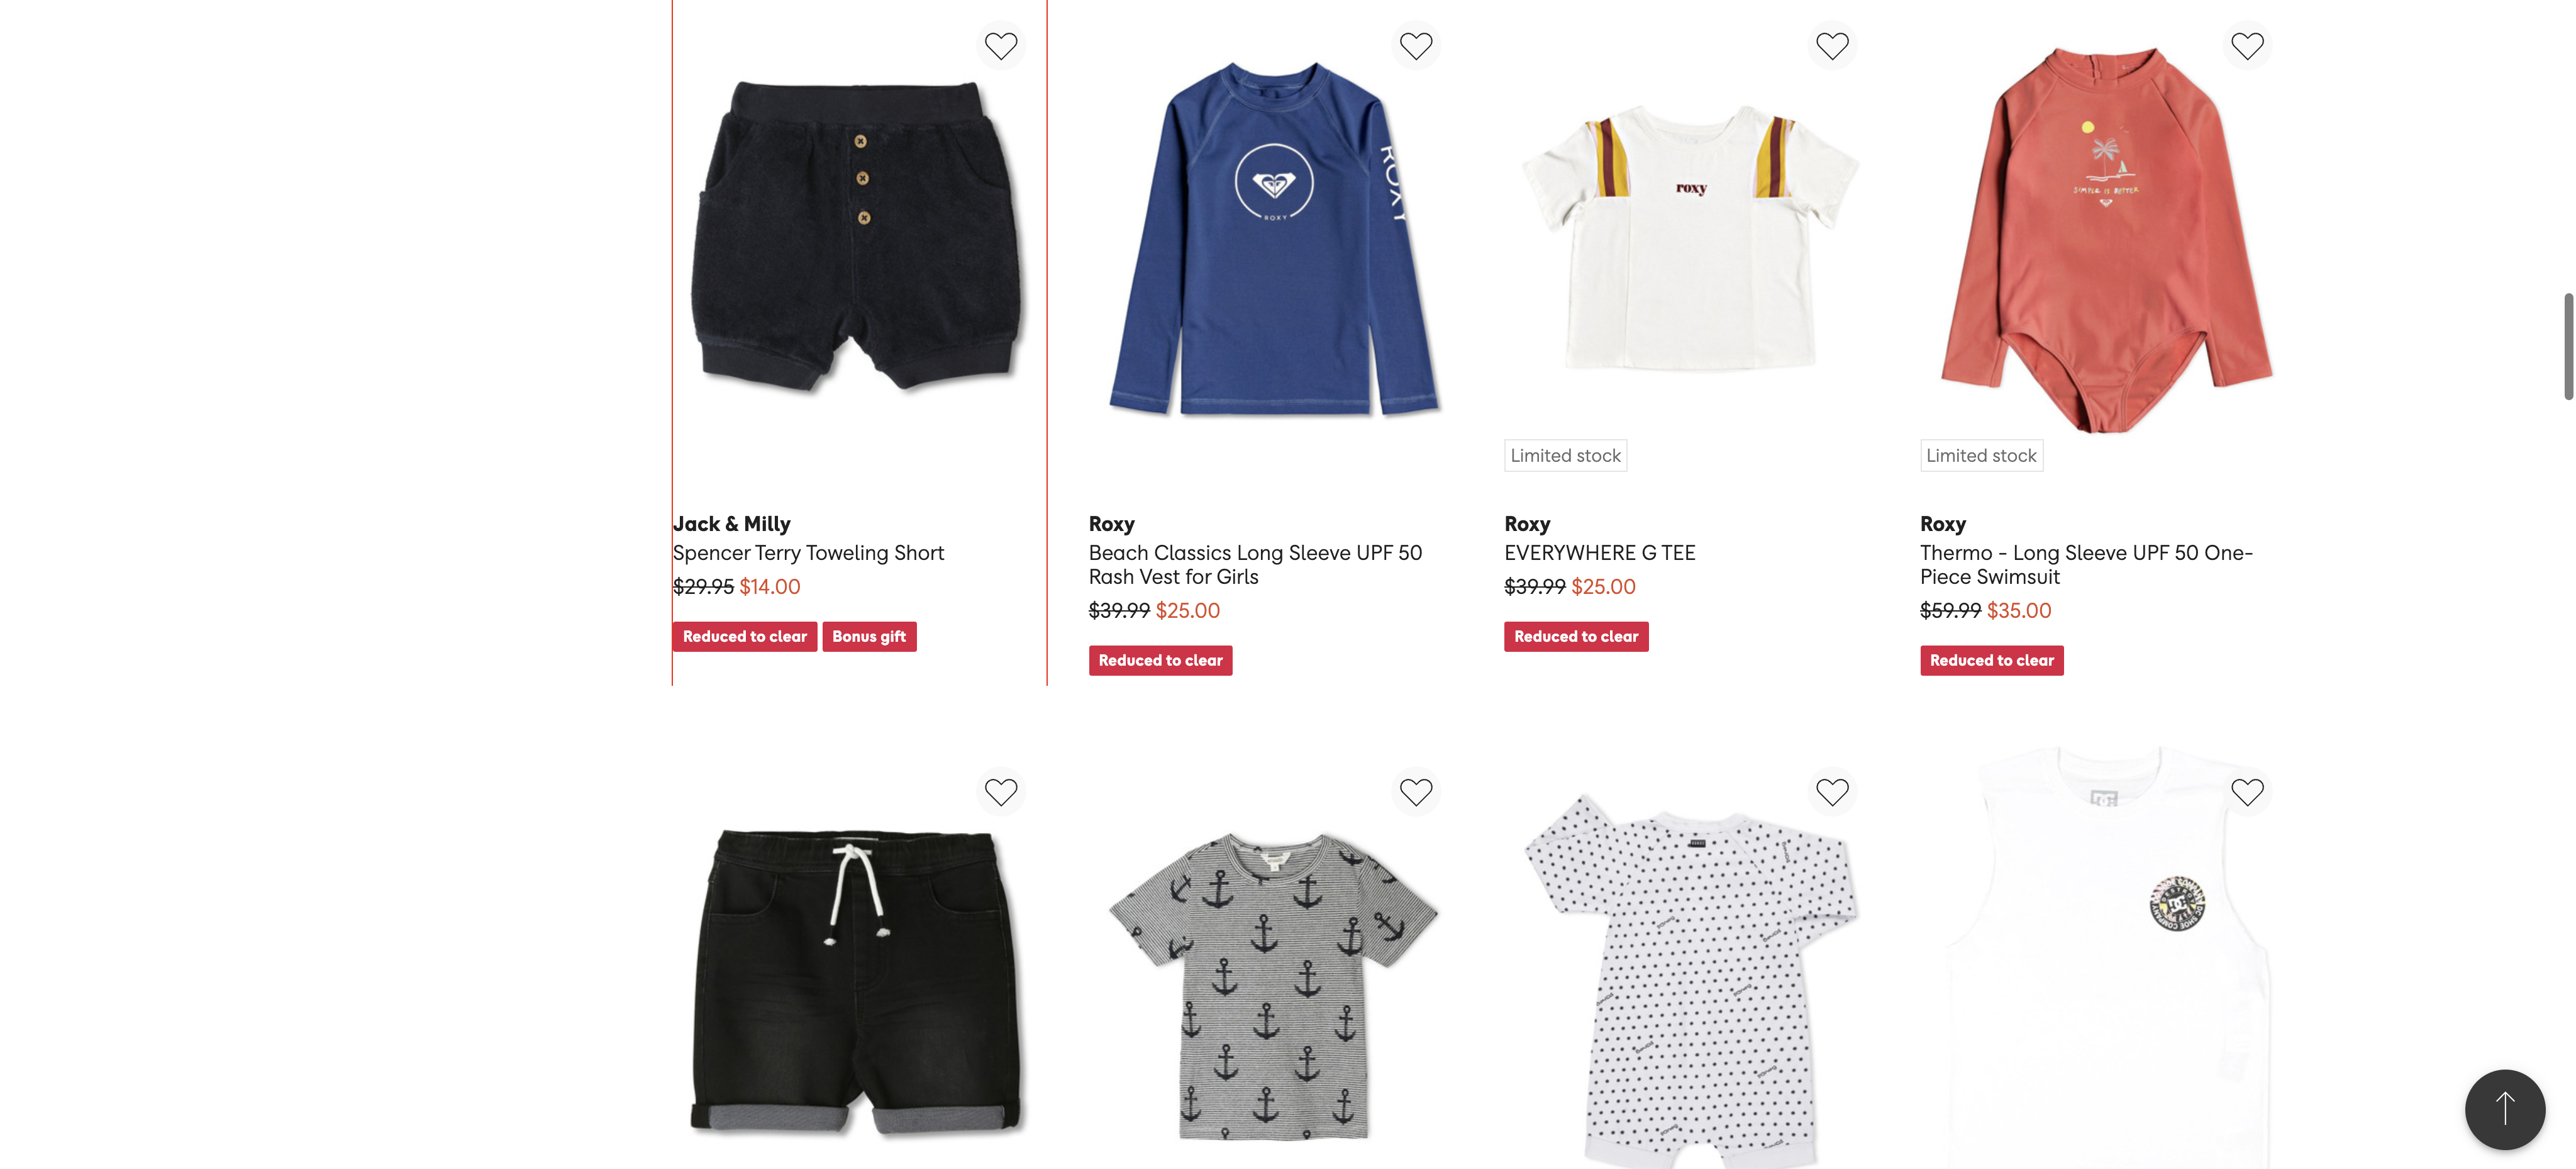 ROXY
ROXY
roxy
SIMPLE IS BETTER
Limited stock
Limited stock
Jack & Milly
Spencer Terry Toweling Short
$29.95 $14.00
Reduced to clear
Bonus gift
Roxy
Beach Classics Long Sleeve UPF 50
Rash Vest for Girls
$39.99 $25.00
Reduced to clear
Roxy
EVERYWHERE G TEE
$39.99 $25.00
Reduced to clear
Roxy
Thermo - Long Sleeve UPF 50 One-
Piece Swimsuit
$59.99 $35.00
Reduced to clear